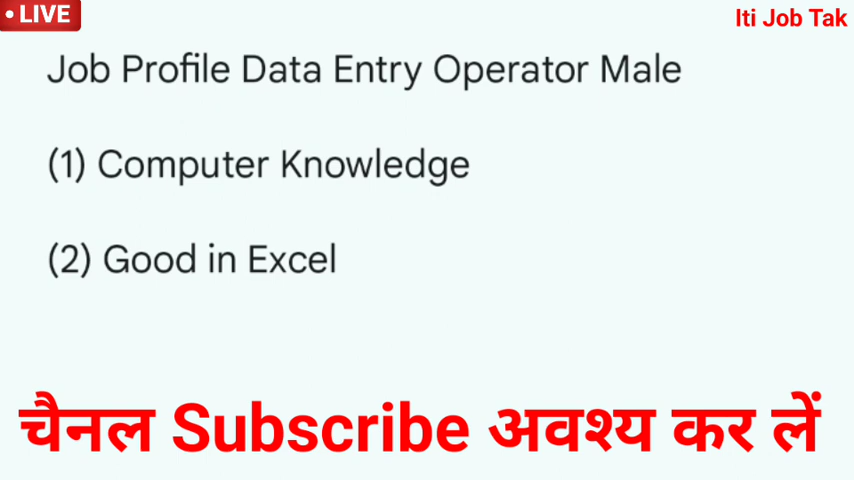 • LIVE
Iti Job Tak
Job Profile Data Entry Operator Male
(1) Computer Knowledge
(2) Good in Excel
चैनल Subscribe अवश्य कर लें